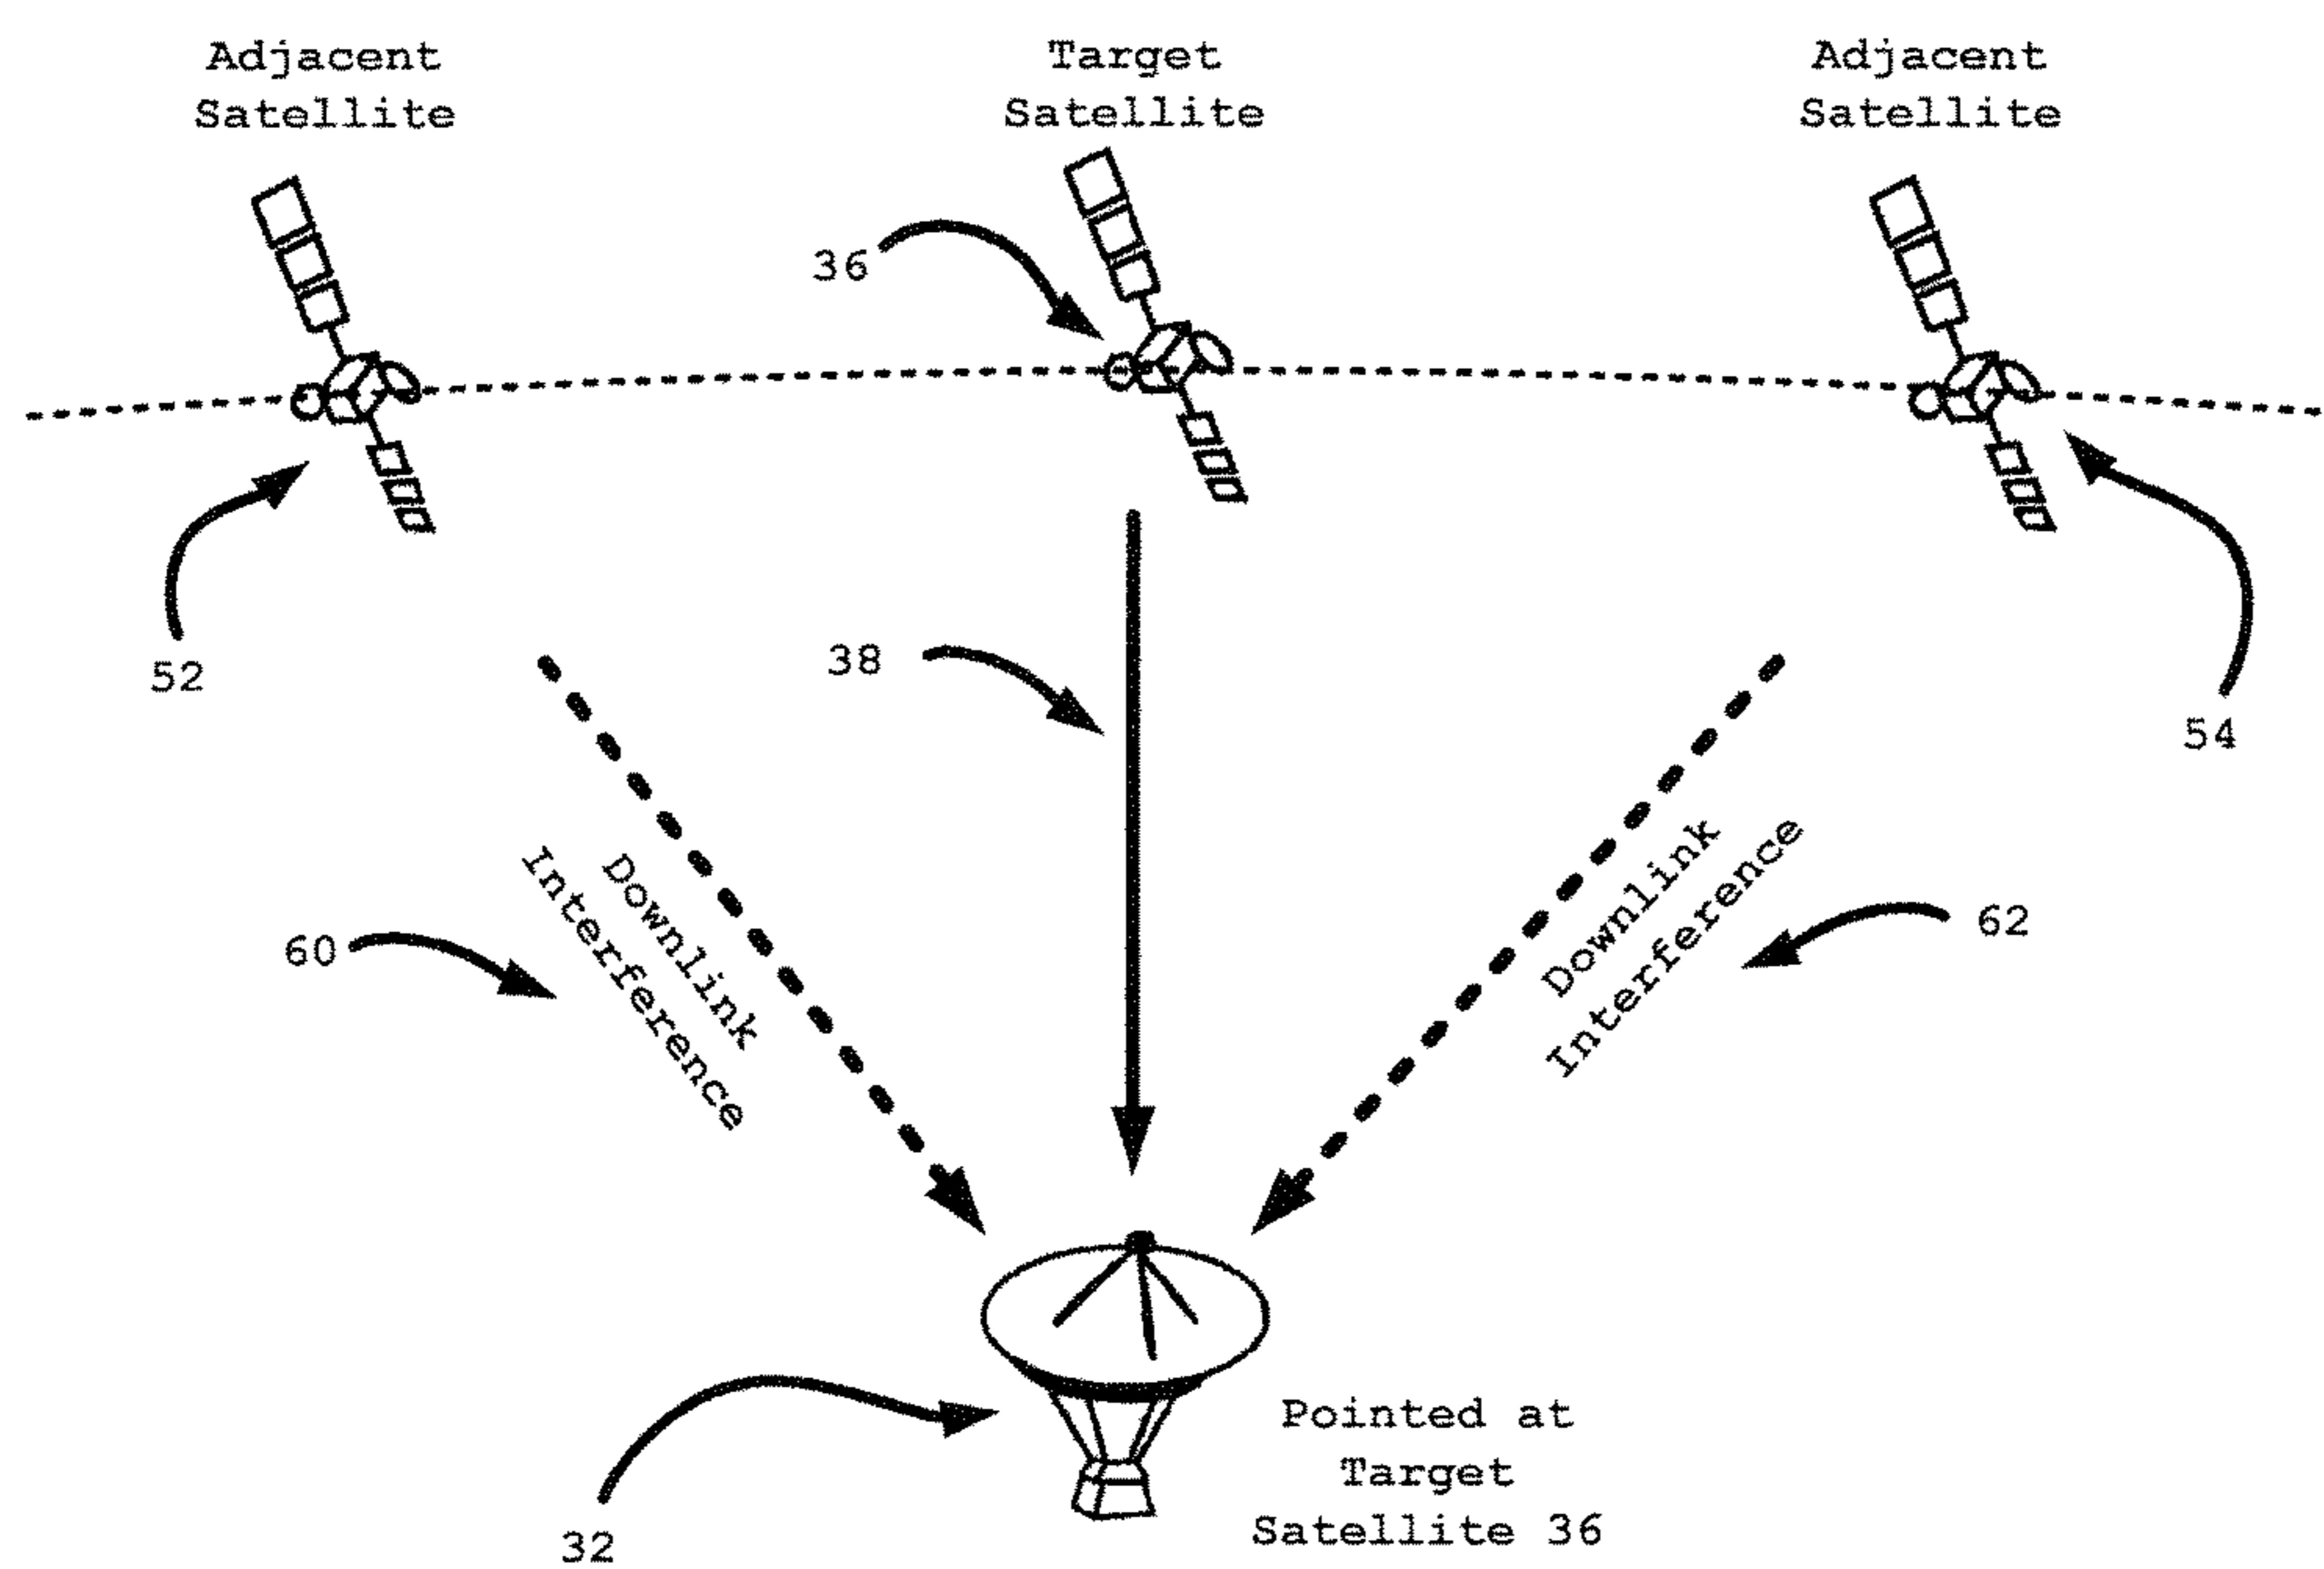 Adjacent
Satellite
Target
Satellite
Adjacent
Satellite
36
52
38
54
Downlink
Interference
60
Downlink
Interference
62
Pointed at
Target
Satellite 36
32